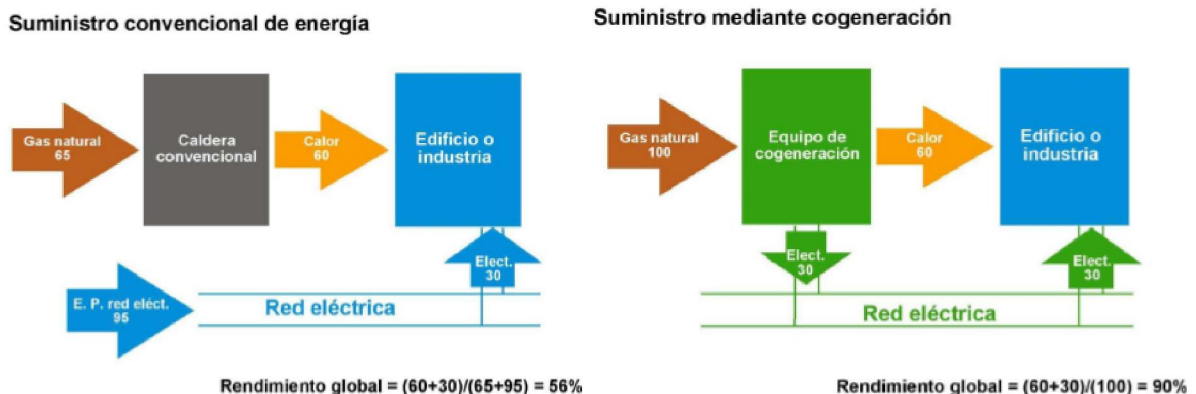 Suministro convencional de energía
Gas natural
65
Caldera
convencional
Calor
60
Edificio o
industria
Elect.
30
E. P. red eléct.
95
Red eléctrica
Rendimiento global = (60+30)/(65+95) = 56%
Suministro mediante cogeneración
Gas natural
100
Equipo de
cogeneración
Calor
60
Edificio o
industria
Elect.
30
Elect.
30
Red eléctrica
Rendimiento global = (60+30)/(100) = 90%